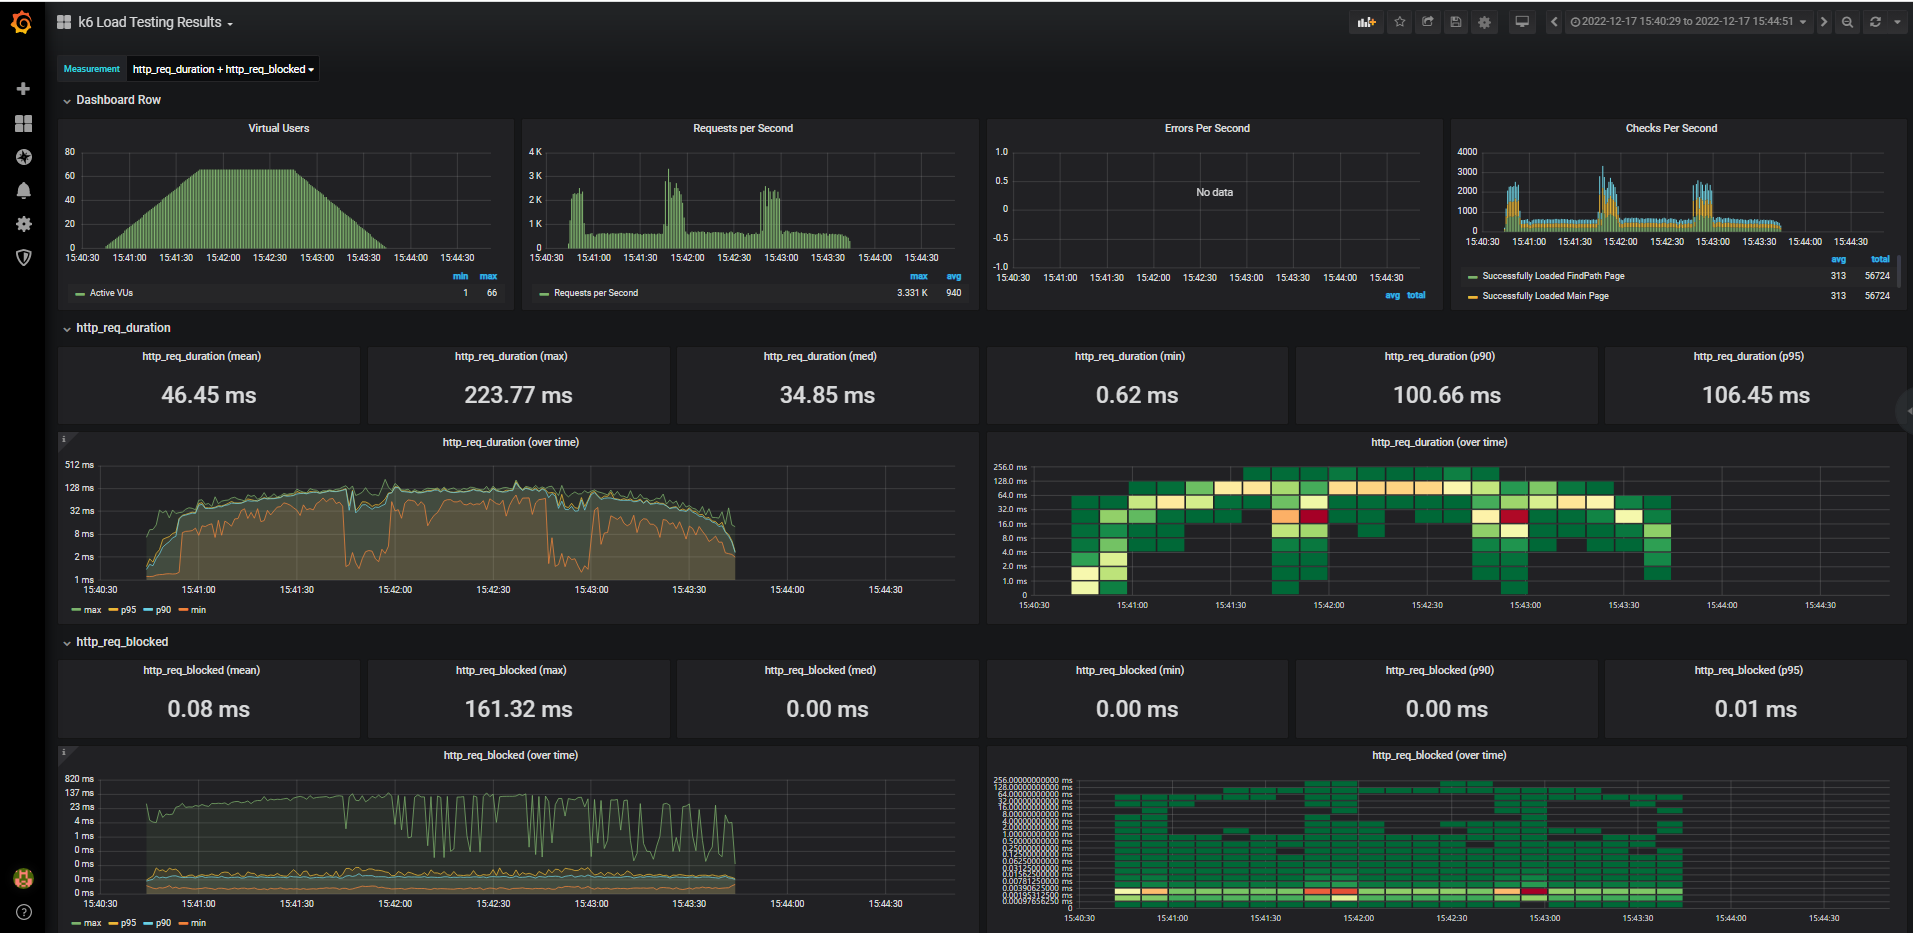 k6 Load Testing Results
2022-12-17 15:40:29 to 2022-12-17 15:44:51
Measurement http_req_duration + http_req_blocked
Dashboard Row
Virtual Users
80
60
40
20
0
15:40:30 15:41:00 15:41:30 15:42:00 15:42:30 15:43:00 15:43:30 15:44:00 15:44:30
min max
Active VUs 1 66
Requests per Second
4 K
3 K
2 K
1 K
0
15:40:30 15:41:00 15:41:30 15:42:00 15:42:30 15:43:00 15:43:30 15:44:00 15:44:30
max avg
Requests per Second 3.331 K 940
Errors Per Second
1.0
0.5
0
-0.5
-1.0
No data
15:40:30 15:41:00 15:41:30 15:42:00 15:42:30 15:43:00 15:43:30 15:44:00 15:44:30
avg total
Checks Per Second
4000
3000
2000
1000
0
15:40:30 15:41:00 15:41:30 15:42:00 15:42:30 15:43:00 15:43:30 15:44:00 15:44:30
avg total
Successfully Loaded FindPath Page 313 56724
Successfully Loaded Main Page 313 56724
http_req_duration
http_req_duration (mean)
46.45 ms
http_req_duration (max)
223.77 ms
http_req_duration (med)
34.85 ms
http_req_duration (min)
0.62 ms
http_req_duration (p90)
100.66 ms
http_req_duration (p95)
106.45 ms
http_req_duration (over time)
512 ms
128 ms
32 ms
8 ms
2 ms
1 ms
15:40:30 15:41:00 15:41:30 15:42:00 15:42:30 15:43:00 15:43:30 15:44:00 15:44:30
max p95 p90 min
http_req_duration (over time)
256.0 ms
128.0 ms
64.0 ms
32.0 ms
16.0 ms
8.0 ms
4.0 ms
2.0 ms
1.0 ms
0
15:40:30 15:41:00 15:41:30 15:42:00 15:42:30 15:43:00 15:43:30 15:44:00 15:44:30
http_req_blocked
http_req_blocked (mean)
0.08 ms
http_req_blocked (max)
161.32 ms
http_req_blocked (med)
0.00 ms
http_req_blocked (min)
0.00 ms
http_req_blocked (p90)
0.00 ms
http_req_blocked (p95)
0.01 ms
http_req_blocked (over time)
820 ms
137 ms
23 ms
4 ms
1 ms
0 ms
0 ms
0 ms
0 ms
15:40:30 15:41:00 15:41:30 15:42:00 15:42:30 15:43:00 15:43:30 15:44:00 15:44:30
max p95 p90 min
http_req_blocked (over time)
256.00000000000 ms
128.00000000000 ms
64.00000000000 ms
32.00000000000 ms
16.00000000000 ms
8.00000000000 ms
4.00000000000 ms
2.00000000000 ms
1.00000000000 ms
0.50000000000 ms
0.25000000000 ms
0.12500000000 ms
0.06250000000 ms
0.03125000000 ms
0.01562500000 ms
0.00781250000 ms
0.00390625000 ms
0.00195312500 ms
0.00097656250 ms
0
15:40:30 15:41:00 15:41:30 15:42:00 15:42:30 15:43:00 15:43:30 15:44:00 15:44:30